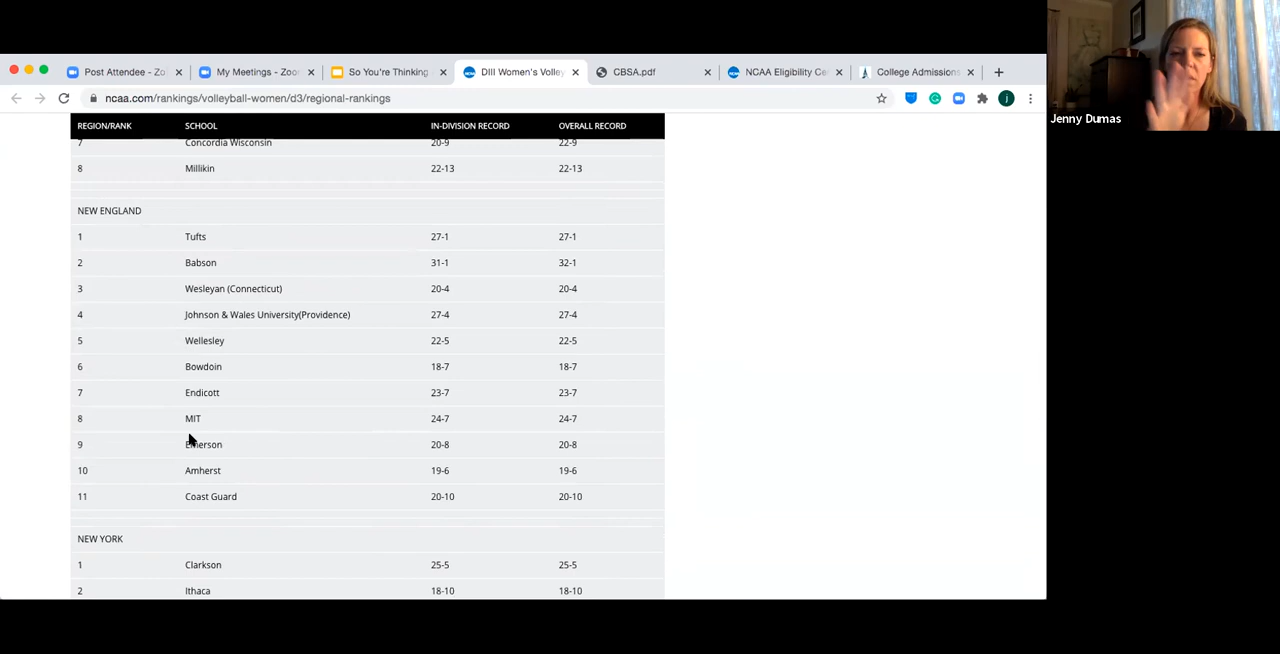 Post Attendee - Zo
My Meetings - Zoo
So You're Thinking
DIII Women's Volley
CBSA.pdf
NCAA Eligibility Ce
College Admissions
ncaa.com/rankings/volleyball-women/d3/regional-rankings
j
Jenny Dumas
REGION/RANK SCHOOL IN-DIVISION RECORD OVERALL RECORD
7 Concordia Wisconsin 20-9 22-9
8 Millikin 22-13 22-13
NEW ENGLAND
1 Tufts 27-1 27-1
2 Babson 31-1 32-1
3 Wesleyan (Connecticut) 20-4 20-4
4 Johnson & Wales University(Providence) 27-4 27-4
5 Wellesley 22-5 22-5
6 Bowdoin 18-7 18-7
7 Endicott 23-7 23-7
8 MIT 24-7 24-7
9 Emerson 20-8 20-8
10 Amherst 19-6 19-6
11 Coast Guard 20-10 20-10
NEW YORK
1 Clarkson 25-5 25-5
2 Ithaca 18-10 18-10